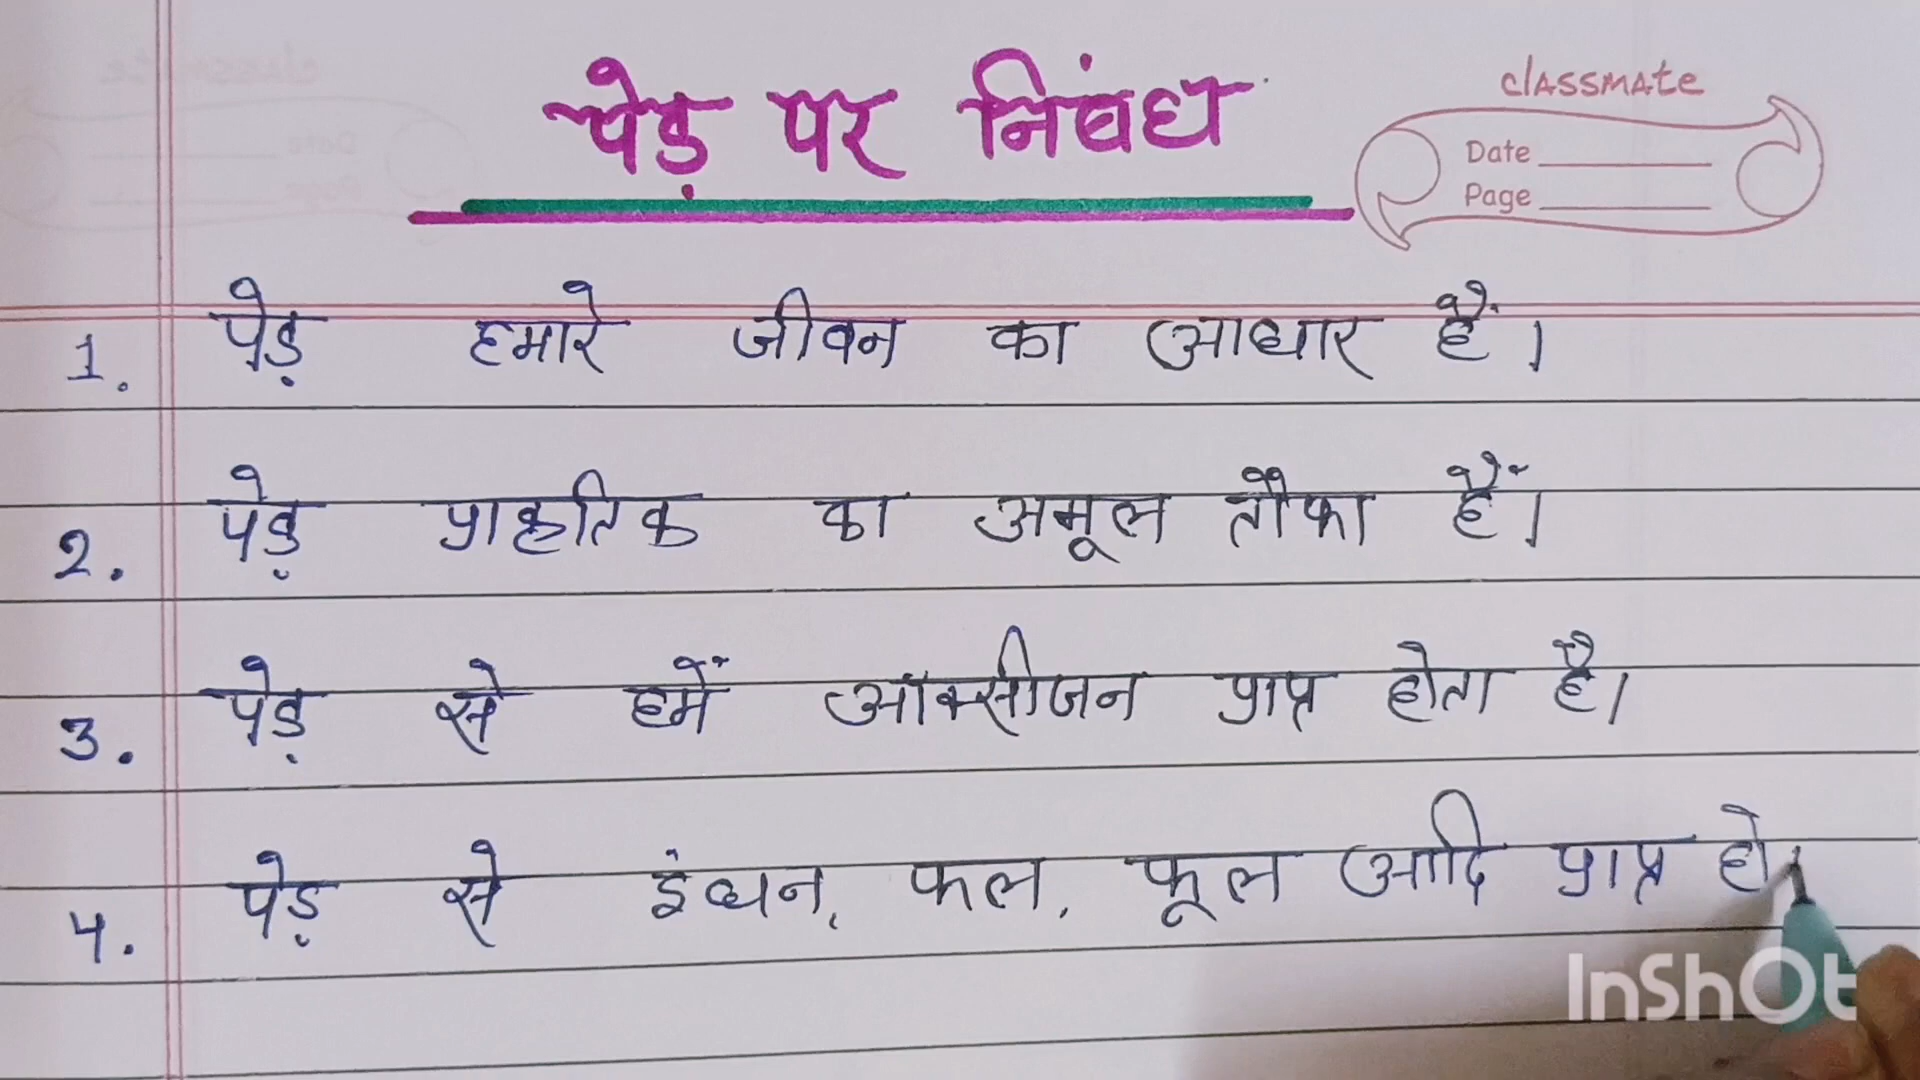 पेड़ पर निबंध
classmate
Date
Page
1. पेड़ हमारे जीवन का आधार हैं।
2. पेड़ प्राकृतिक का अमूल तौफा हैं।
3. पेड़ से हमें ऑक्सीजन प्राप्त होता है।
4. पेड़ से इंधन, फल, फूल आदि प्राप्त हो
InShOt